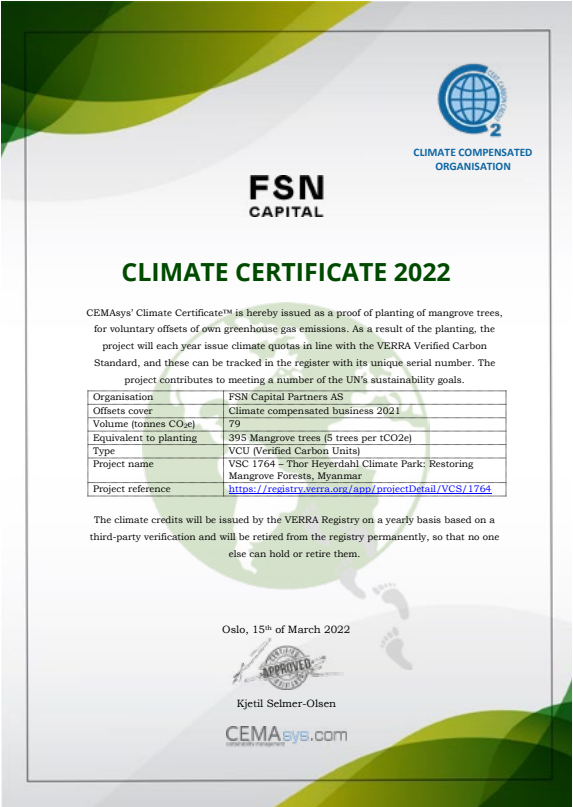 CERT. CARBON CREDIT
2
CLIMATE COMPENSATED
ORGANISATION
FSN
CAPITAL
CLIMATE CERTIFICATE 2022
CEMAsys' Climate Certificate™ is hereby issued as a proof of planting of mangrove trees,
for voluntary offsets of own greenhouse gas emissions. As a result of the planting, the
project will each year issue climate quotas in line with the VERRA Verified Carbon
Standard, and these can be tracked in the register with its unique serial number. The
project contributes to meeting a number of the UN's sustainability goals.
Organisation FSN Capital Partners AS
Offsets cover Climate compensated business 2021
Volume (tonnes CO₂e) 79
Equivalent to planting 395 Mangrove trees (5 trees per tCO2e)
Type VCU (Verified Carbon Units)
Project name VSC 1764 – Thor Heyerdahl Climate Park: Restoring
Mangrove Forests, Myanmar
Project reference https://registry.verra.org/app/projectDetail/VCS/1764
The climate credits will be issued by the VERRA Registry on a yearly basis based on a
third-party verification and will be retired from the registry permanently, so that no one
else can hold or retire them.
Oslo, 15th of March 2022
CERTIFIED
APPROVED
Kjetil Selmer-Olsen
CEMAsys.com
sustainability management